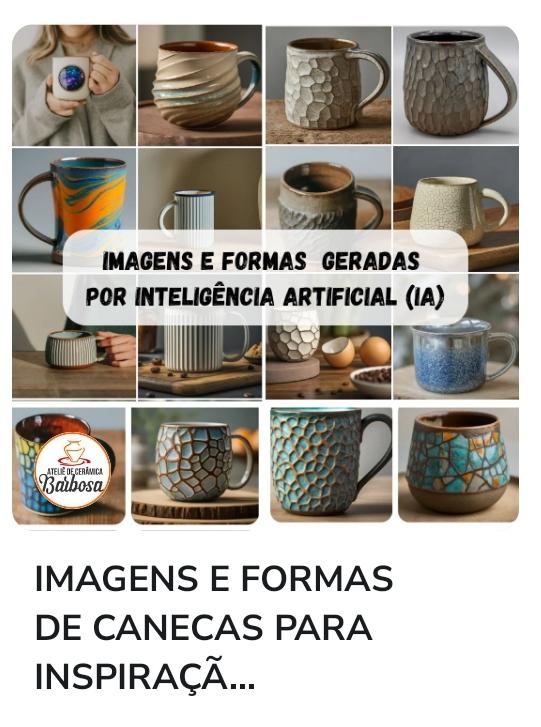 IMAGENS E FORMAS GERADAS
POR INTELIGÊNCIA ARTIFICIAL (IA)
ATELIÊ DE CERÂMICA
Barbosa
IMAGENS E FORMAS
DE CANECAS PARA
INSPIRAÇÃ...